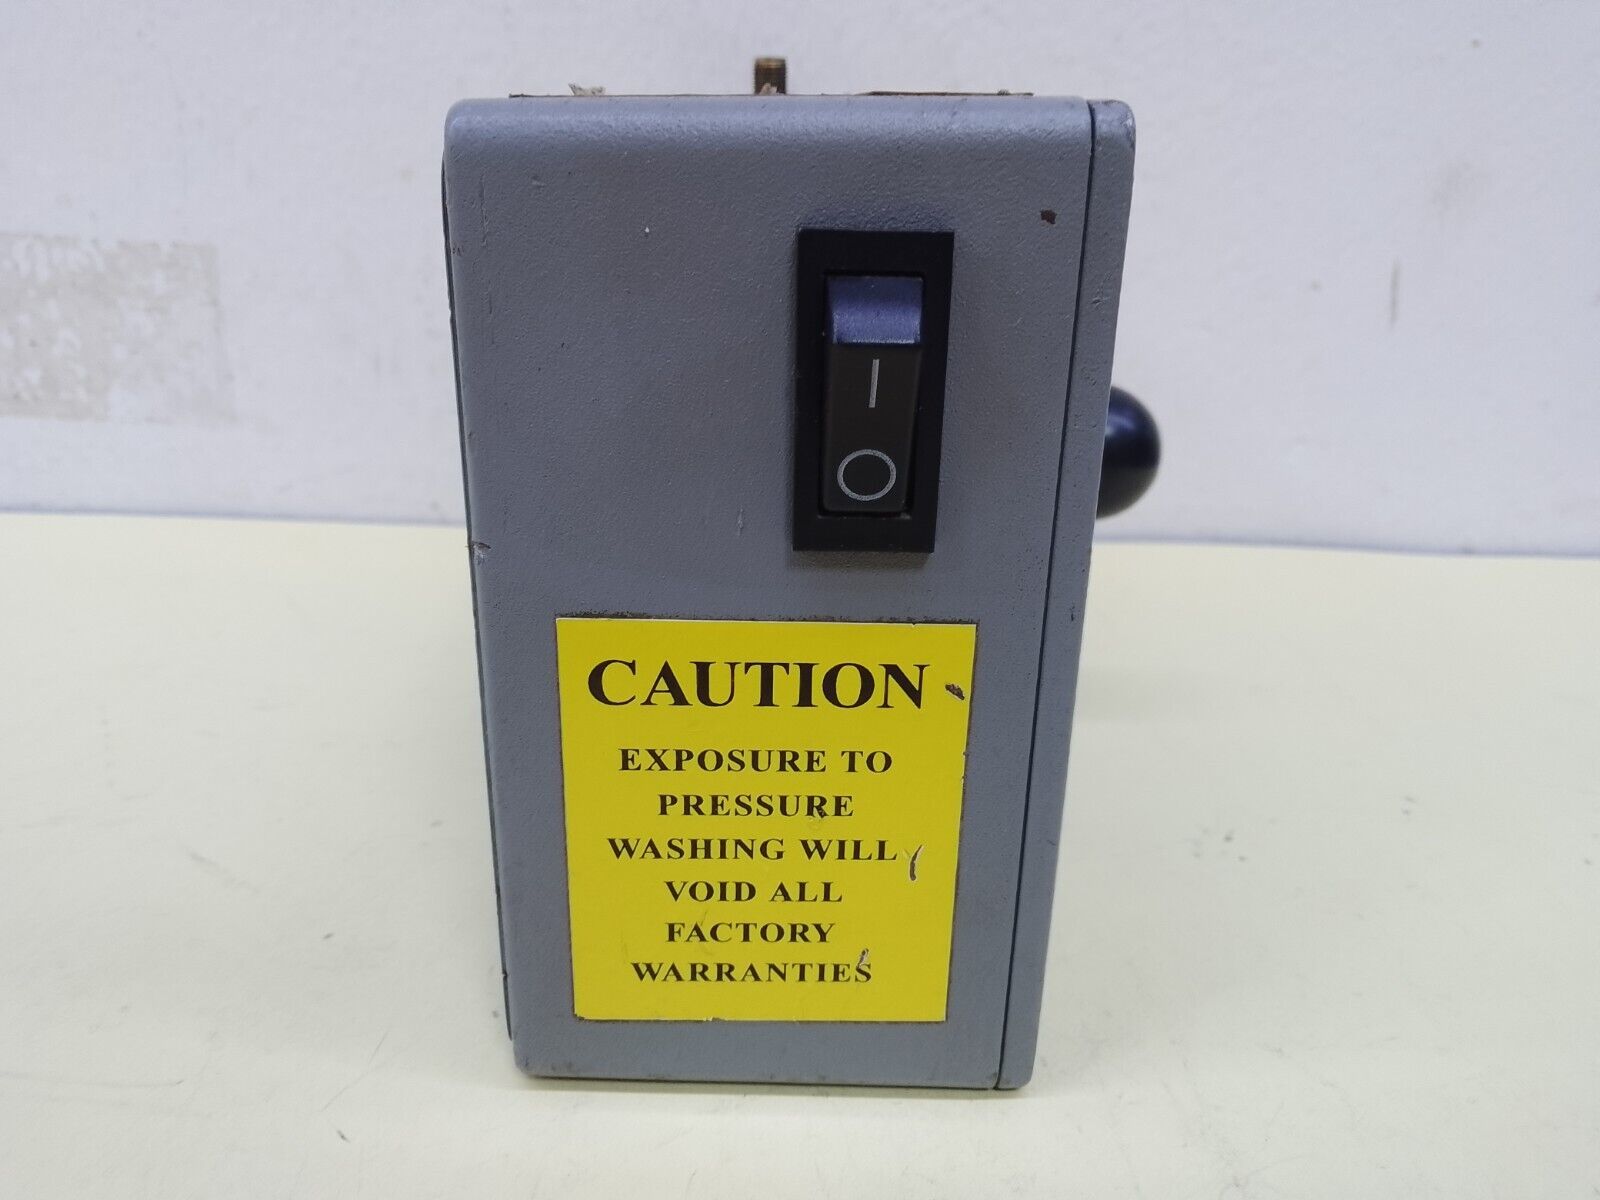 CAUTION
EXPOSURE TO
PRESSURE
WASHING WILL
VOID ALL
FACTORY
WARRANTIES